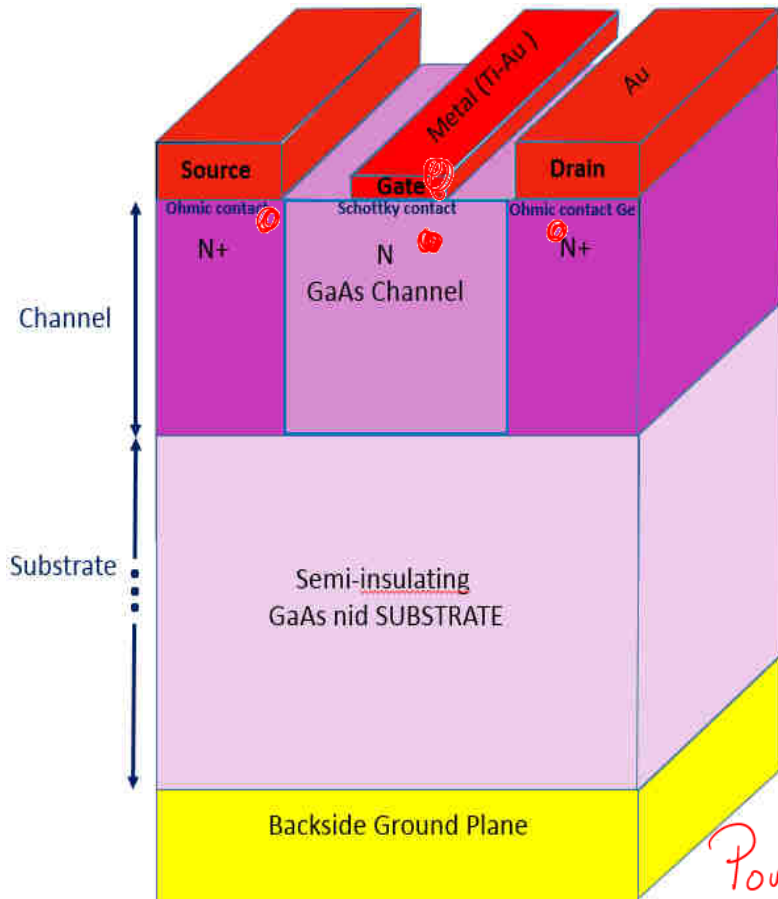 Metal (Ti-Au )
Au
Source
Gate
Drain
Ohmic contact
Schottky contact
Ohmic contact Ge
N+
N
N+
GaAs Channel
Channel
Substrate
Semi-insulating
GaAs nid SUBSTRATE
Backside Ground Plane